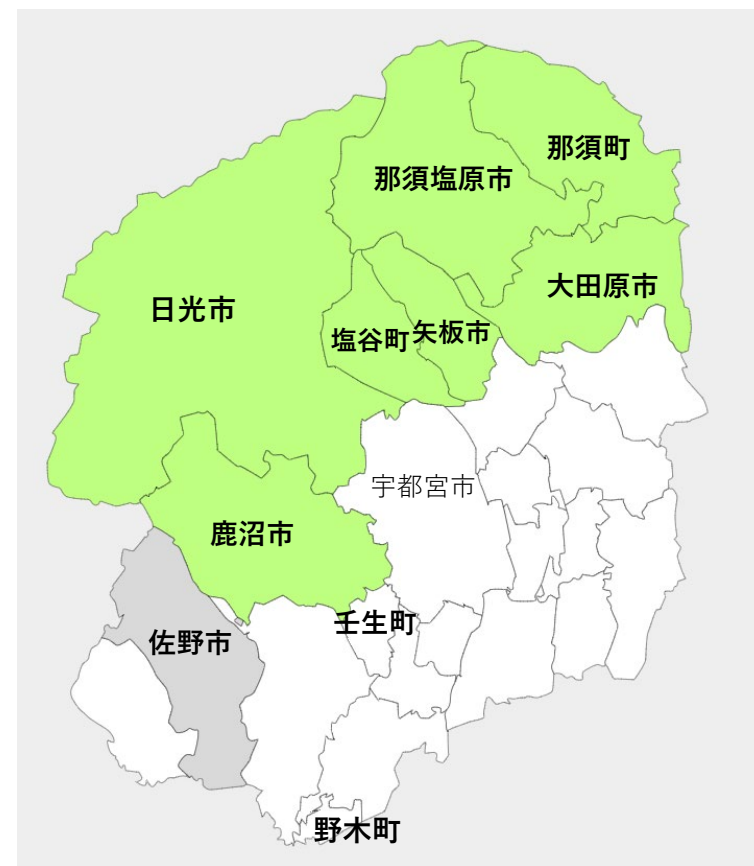 那須町
那須塩原市
大田原市
日光市
塩谷町
矢板市
宇都宮市
鹿沼市
壬生町
佐野市
野木町